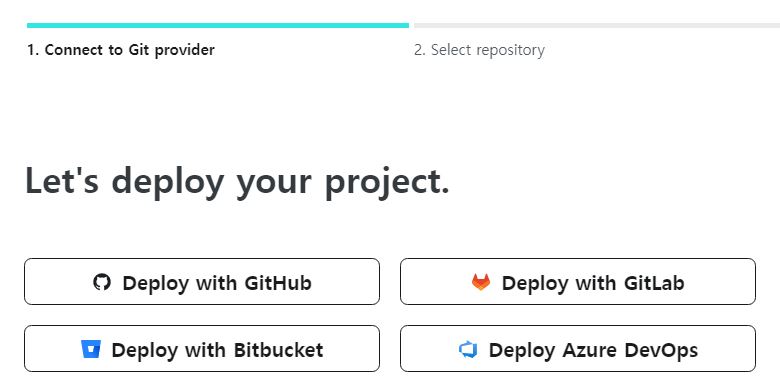 1. Connect to Git provider
2. Select repository
Let's deploy your project.
Deploy with GitHub
Deploy with GitLab
Deploy with Bitbucket
Deploy Azure DevOps